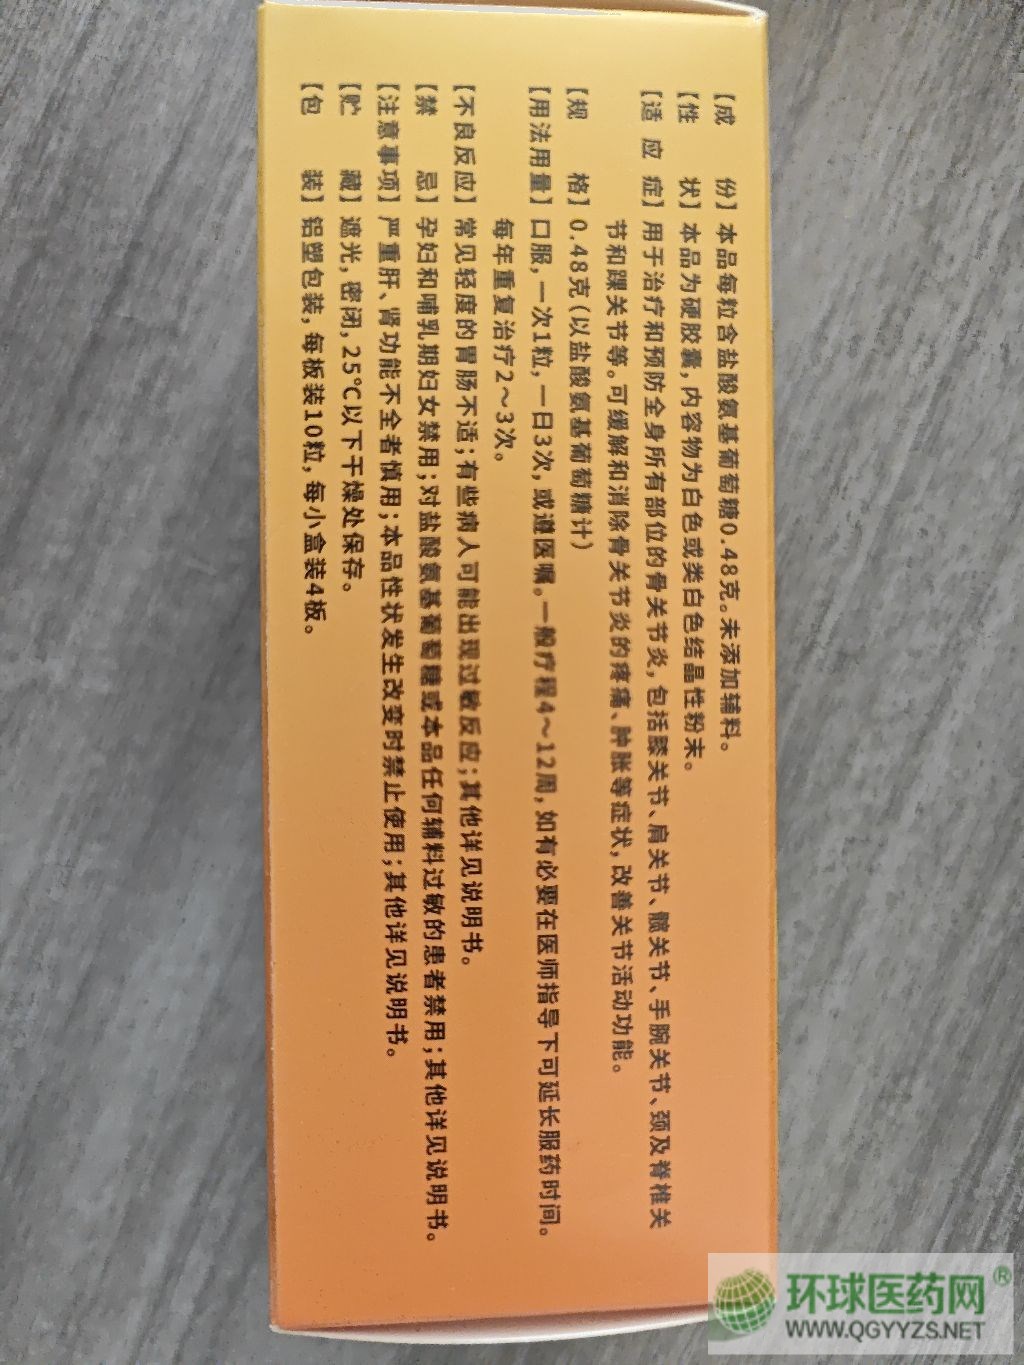 【成 份】本品每粒含盐酸氨基葡萄糖0.48克。未添加辅料。
【性 状】本品为硬胶囊,内容物为白色或类白色结晶性粉末。
【适 应 症】用于治疗和预防全身所有部位的骨关节炎,包括膝关节、肩关节、髋关节、手腕关节、颈及脊椎关
节和踝关节等。可缓解和消除骨关节炎的疼痛、肿胀等症状,改善关节活动功能。
【规 格】0.48克(以盐酸氨基葡萄糖计)
【用法用量】口服,一次1粒,一日3次,或遵医嘱。一般疗程4~12周,如有必要在医师指导下可延长服药时间。
每年重复治疗2~3次。
【不良反应】常见轻度的胃肠不适;有些病人可能出现过敏反应;其他详见说明书。
【禁 忌】孕妇和哺乳期妇女禁用;对盐酸氨基葡萄糖或本品任何辅料过敏的患者禁用;其他详见说明书。
【注意事项】严重肝、肾功能不全者慎用;本品性状发生改变时禁止使用;其他详见说明书。
【贮 藏】遮光,密闭,25℃以下干燥处保存。
【包 装】铝塑包装,每板装10粒,每小盒装4板。
环球医药网®
WWW.QGYYZS.NET